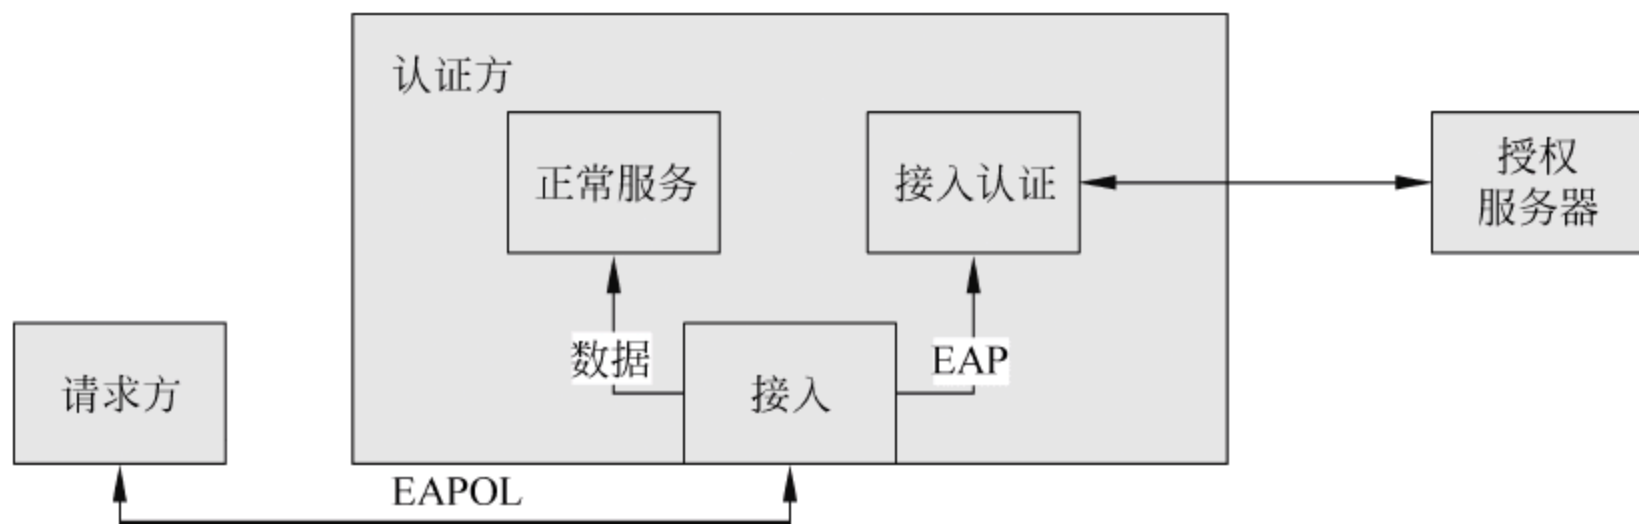 认证方
正常服务
接入认证
授权
服务器
数据
EAP
请求方
接入
EAPOL